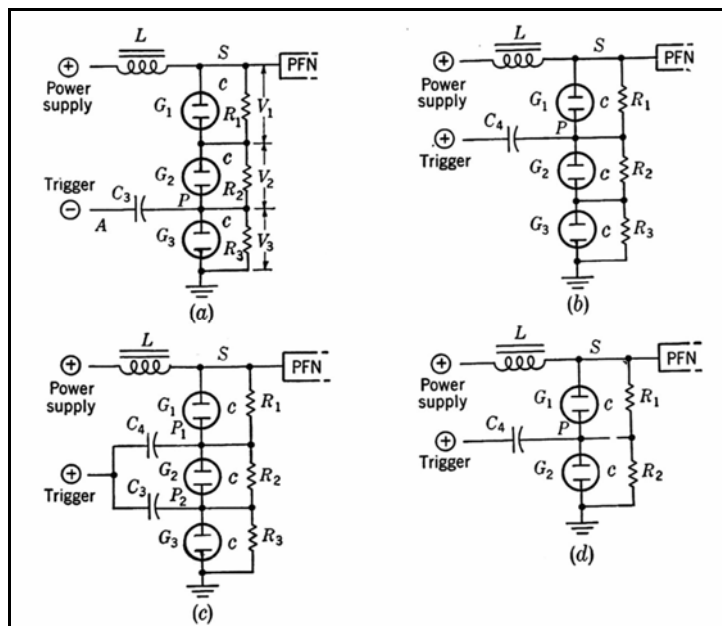 L
S
PFN
+
Power
supply
c
G1
R1
V1
c
G2
R2
V2
Trigger
C3
P
−
A
c
G3
R3
V3
(a)
L
S
PFN
+
Power
supply
G1
c
R1
C4
P
+
Trigger
G2
c
R2
G3
c
R3
(b)
L
S
PFN
+
Power
supply
G1
c
R1
C4
P1
+
Trigger
G2
c
R2
C3
P2
G3
c
R3
(c)
L
S
PFN
+
Power
supply
G1
c
R1
C4
P
+
Trigger
G2
c
R2
(d)